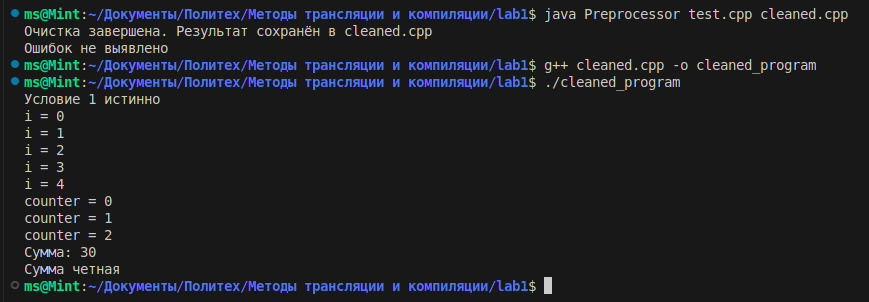 ms@Mint:~/Документы/Политех/Методы трансляции и компиляции/lab1$ java Preprocessor test.cpp cleaned.cpp
Очистка завершена. Результат сохранён в cleaned.cpp
Ошибок не выявлено
ms@Mint:~/Документы/Политех/Методы трансляции и компиляции/lab1$ g++ cleaned.cpp -o cleaned_program
ms@Mint:~/Документы/Политех/Методы трансляции и компиляции/lab1$ ./cleaned_program
Условие 1 истинно
i = 0
i = 1
i = 2
i = 3
i = 4
counter = 0
counter = 1
counter = 2
Сумма: 30
Сумма четная
ms@Mint:~/Документы/Политех/Методы трансляции и компиляции/lab1$